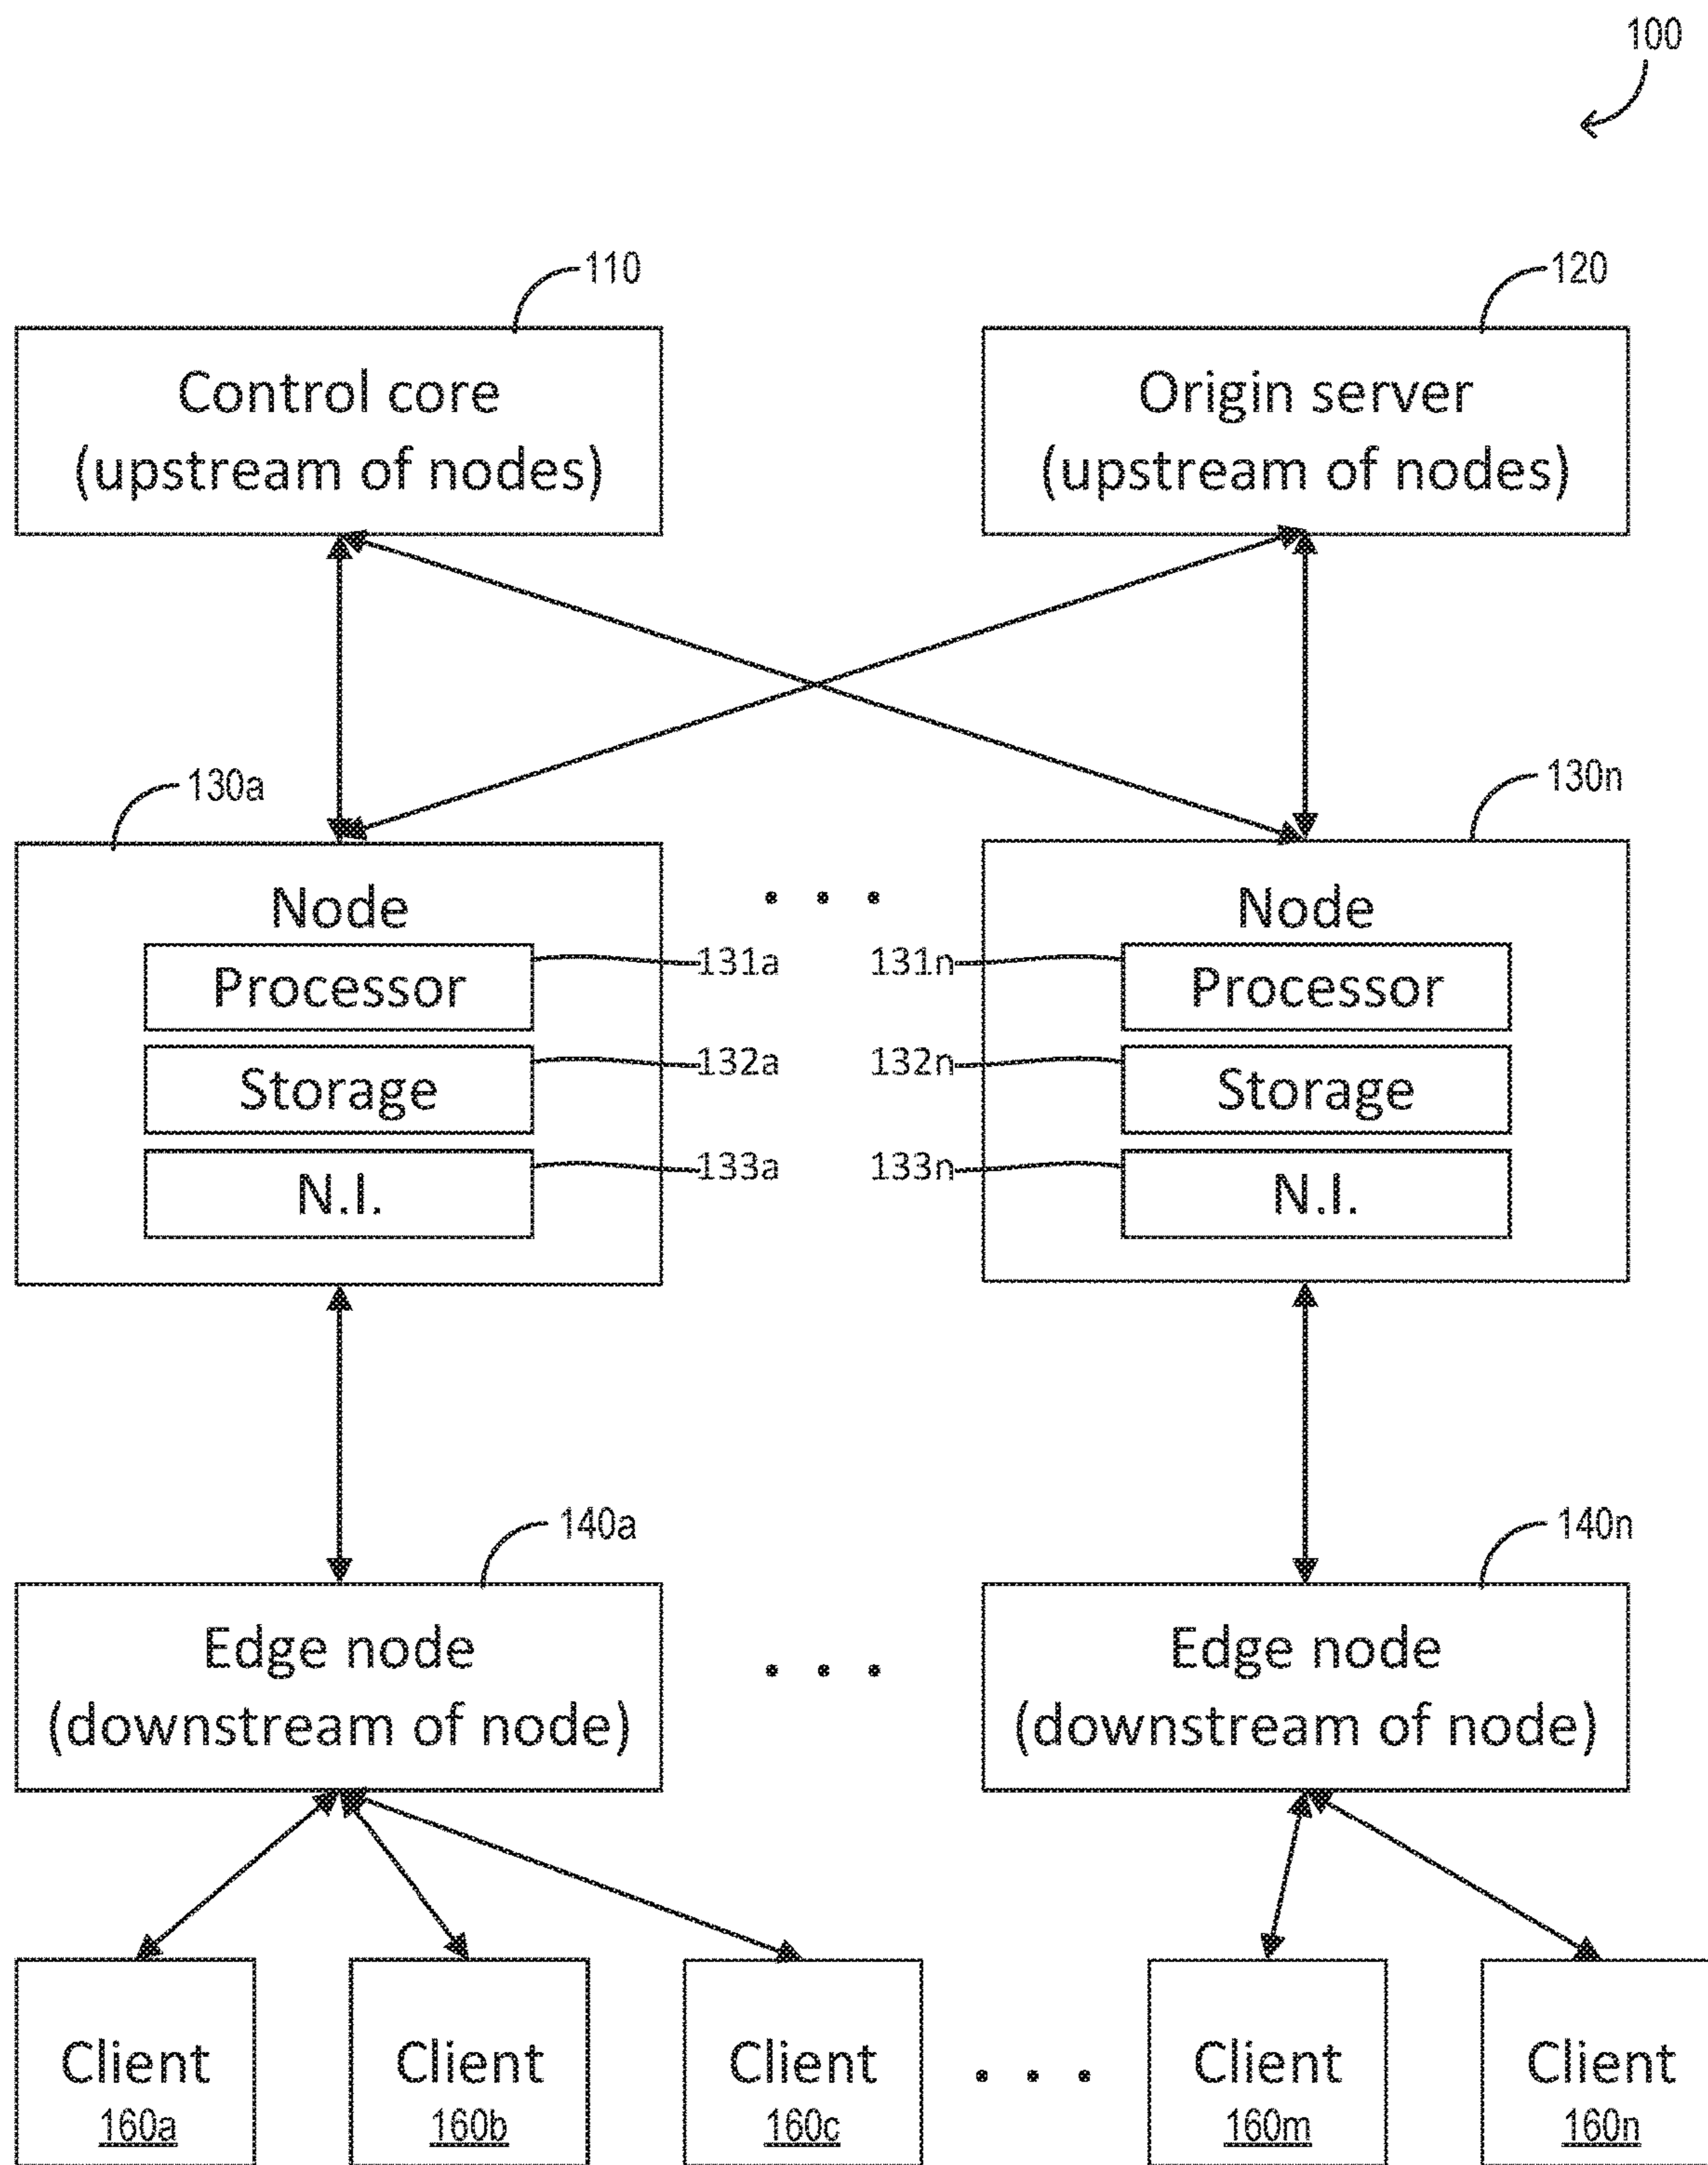 100
110
120
Control core
(upstream of nodes)
Origin server
(upstream of nodes)
130a
130n
Node
Processor
Storage
N.I.
131a
132a
133a
131n
132n
133n
Node
Processor
Storage
N.I.
140a
140n
Edge node
(downstream of node)
Edge node
(downstream of node)
Client
160a
Client
160b
Client
160c
Client
160m
Client
160n